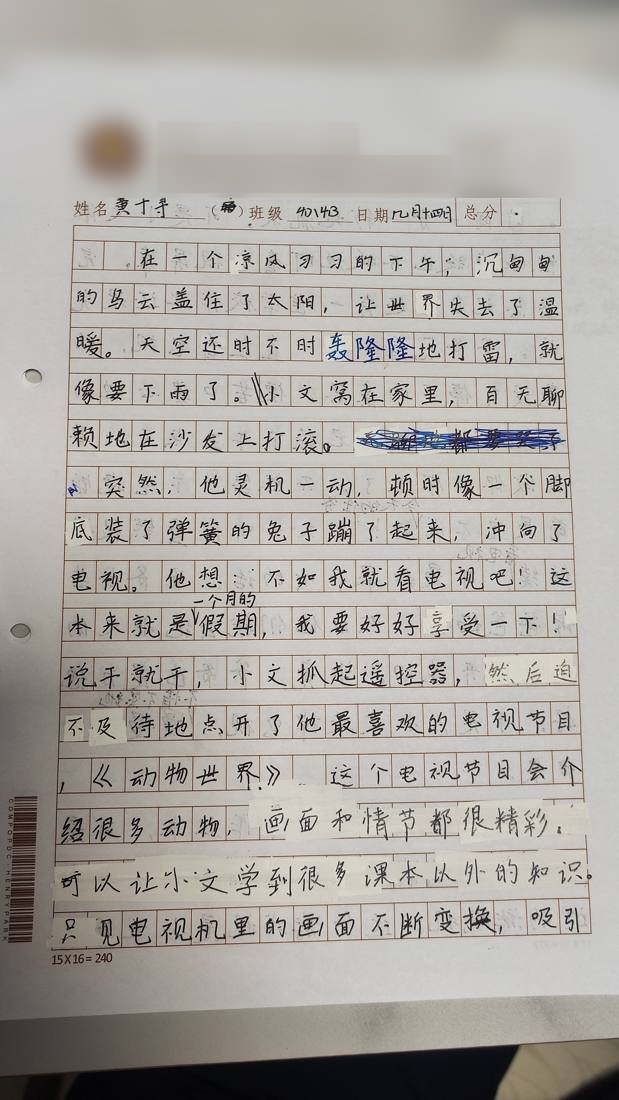 姓名 黄十 ( ) 班级 40143 日期 九月十四日 总分
在一个凉风习习的下午，沉甸甸
的乌云盖住了太阳，让世界失去了温
暖。天空还时不时轰隆隆地打雷，就
像要下雨了。小文窝在家里，百无聊
赖地在沙发上打滚。
突然，他灵机一动，顿时像一个脚
底装了弹簧的兔子蹦了起来，冲向了
电视。他想：不如我就看电视吧！这
一个月的
本来就是假期，我要好好享受一下！
说干就干，小文抓起遥控器，然后迫
不及待地点开了他最喜欢的电视节目
，《动物世界》。这个电视节目会介
绍很多动物，画面和情节都很精彩。
可以让小文学到很多课本以外的知识。
只见电视机里的画面不断变换，吸引
15X16=240
COMPOPDC-HENRYPARK